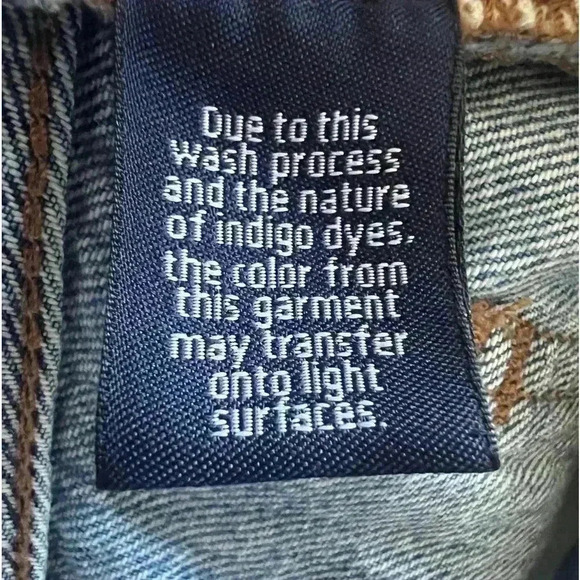 Due to this
wash process
and the nature
of indigo dyes,
the color from
this garment
may transfer
onto light
surfaces.